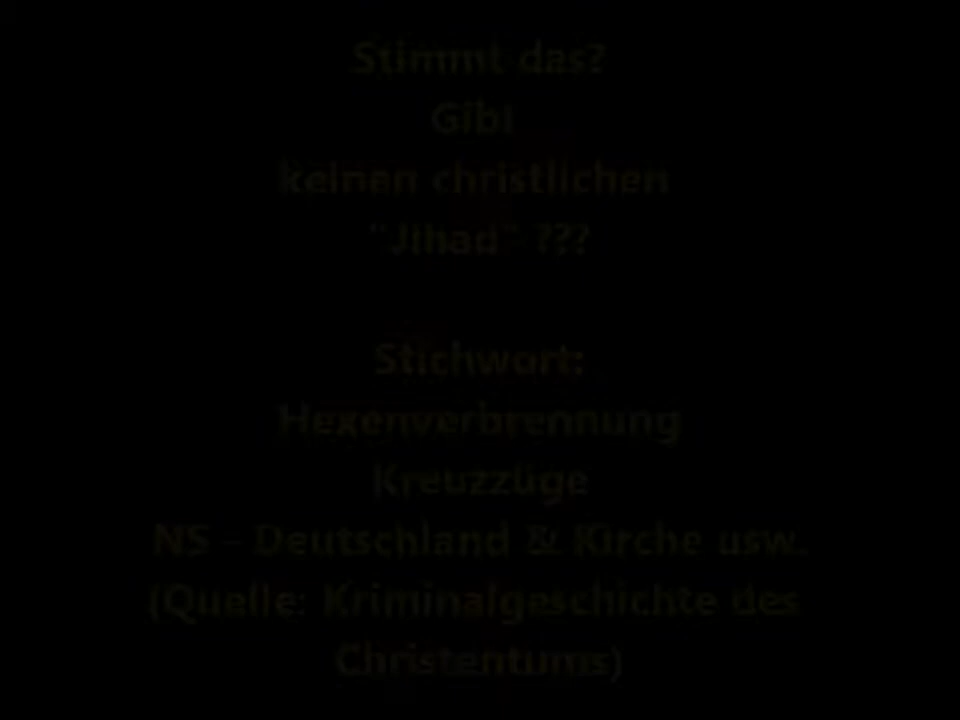 Stimmt das?
Gibt
keinen christlichen
"Jihad" ???
Stichwort:
Hexenverbrennung
Kreuzzüge
NS - Deutschland & Kirche usw.
(Quelle: Kriminalgeschichte des
Christentums)